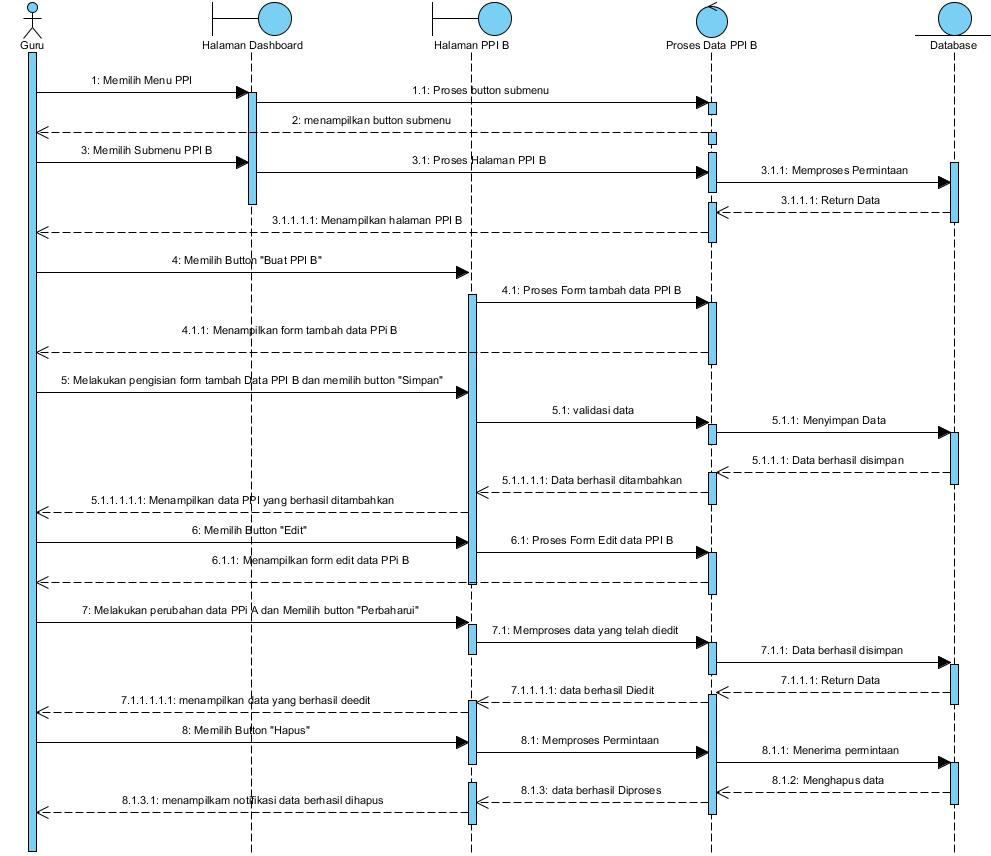 Guru
Halaman Dashboard
Halaman PPI B
Proses Data PPI B
Database
1: Memilih Menu PPI
1.1: Proses button submenu
2: menampilkan button submenu
3: Memilih Submenu PPI B
3.1: Proses Halaman PPI B
3.1.1: Memproses Permintaan
3.1.1.1: Return Data
3.1.1.1.1: Menampilkan halaman PPI B
4: Memilih Button "Buat PPI B"
4.1: Proses Form tambah data PPI B
4.1.1: Menampilkan form tambah data PPi B
5: Melakukan pengisian form tambah Data PPI B dan memilih button "Simpan"
5.1: validasi data
5.1.1: Menyimpan Data
5.1.1.1: Data berhasil disimpan
5.1.1.1.1: Data berhasil ditambahkan
5.1.1.1.1.1: Menampilkan data PPI yang berhasil ditambahkan
6: Memilih Button "Edit"
6.1: Proses Form Edit data PPI B
6.1.1: Menampilkan form edit data PPi B
7: Melakukan perubahan data PPi A dan Memilih button "Perbaharui"
7.1: Memproses data yang telah diedit
7.1.1: Data berhasil disimpan
7.1.1.1: Return Data
7.1.1.1.1: data berhasil Diedit
7.1.1.1.1.1: menampilkan data yang berhasil deedit
8: Memilih Button "Hapus"
8.1: Memproses Permintaan
8.1.1: Menerima permintaan
8.1.2: Menghapus data
8.1.3: data berhasil Diproses
8.1.3.1: menampilkam notifikasi data berhasil dihapus